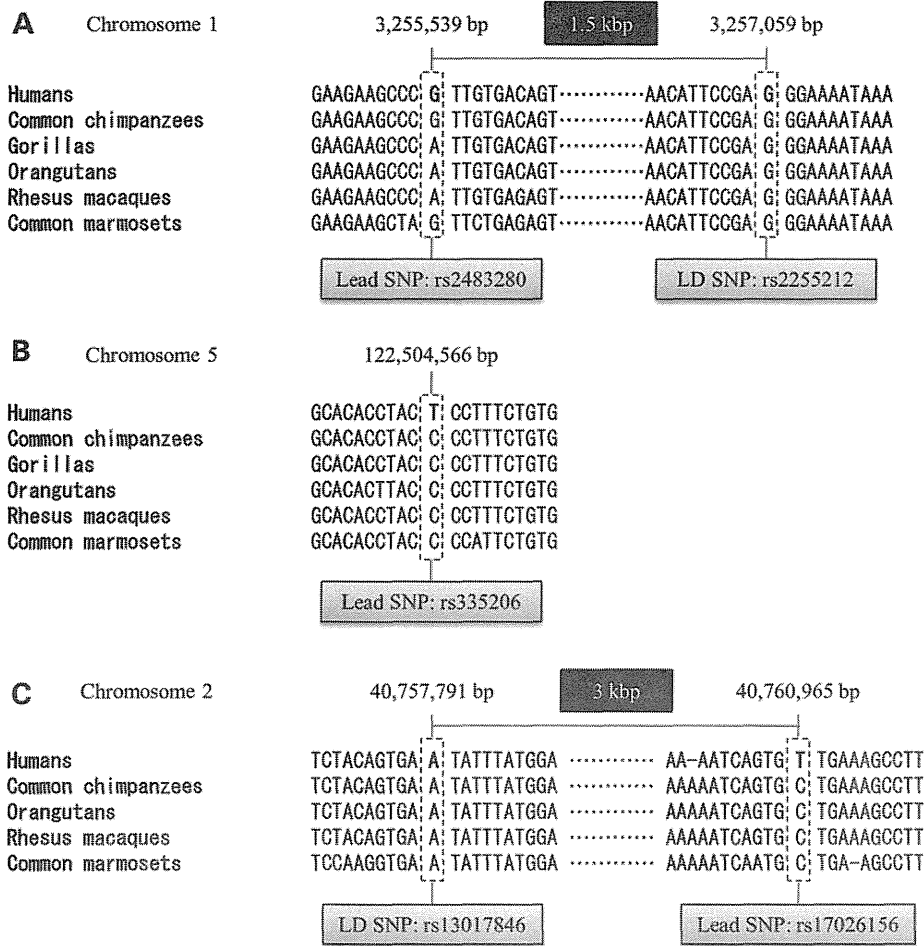 A Chromosome 1 3,255,539 bp 1.5 kbp 3,257,059 bp
Humans GAAGAAGCCC G TTGTGACAGT············AACATTCCGA G GGAAAATAAA
Common chimpanzees GAAGAAGCCC G TTGTGACAGT············AACATTCCGA G GGAAAATAAA
Gorillas GAAGAAGCCC A TTGTGACAGT············AACATTCCGA G GGAAAATAAA
Orangutans GAAGAAGCCC A TTGTGACAGT············AACATTCCGA G GGAAAATAAA
Rhesus macaques GAAGAAGCCC A TTGTGAGAGT············AACATTCCGA G GGAAAATAAA
Common marmosets GAAGAAGCTA G TTCTGAGAGT············AACATTCCGA G GGAAAATAAA
Lead SNP: rs2483280 LD SNP: rs2255212
B Chromosome 5 122,504,566 bp
Humans GCACACCTAC T CCTTTCTGTG
Common chimpanzees GCACACCTAC C CCTTTCTGTG
Gorillas GCACACCTAC C CCTTTCTGTG
Orangutans GCACACTTAC C CCTTTCTGTG
Rhesus macaques GCACACCTAC C CCTTTCTGTG
Common marmosets GCACACCTAC C CCATTCTGTG
Lead SNP: rs335206
C Chromosome 2 40,757,791 bp 3 kbp 40,760,965 bp
Humans TCTACAGTGA A TATTTATGGA ············ AA-AATCAGTG T TGAAAGCCTT
Common chimpanzees TCTACAGTGA A TATTTATGGA ············ AAAAATCAGTG C TGAAAGCCTT
Orangutans TCTACAGTGA A TATTTATGGA ············ AAAAATCAGTG C TGAAAGCCTT
Rhesus macaques TCTACAGTGA A TATTTATGGA ············ AAAAATCAGTG C TGAAAGCCTT
Common marmosets TCCAAGGTGA A TATTTATGGA ············ AAAAATCAATG C TGA-AGCCTT
LD SNP: rs13017846 Lead SNP: rs17026156